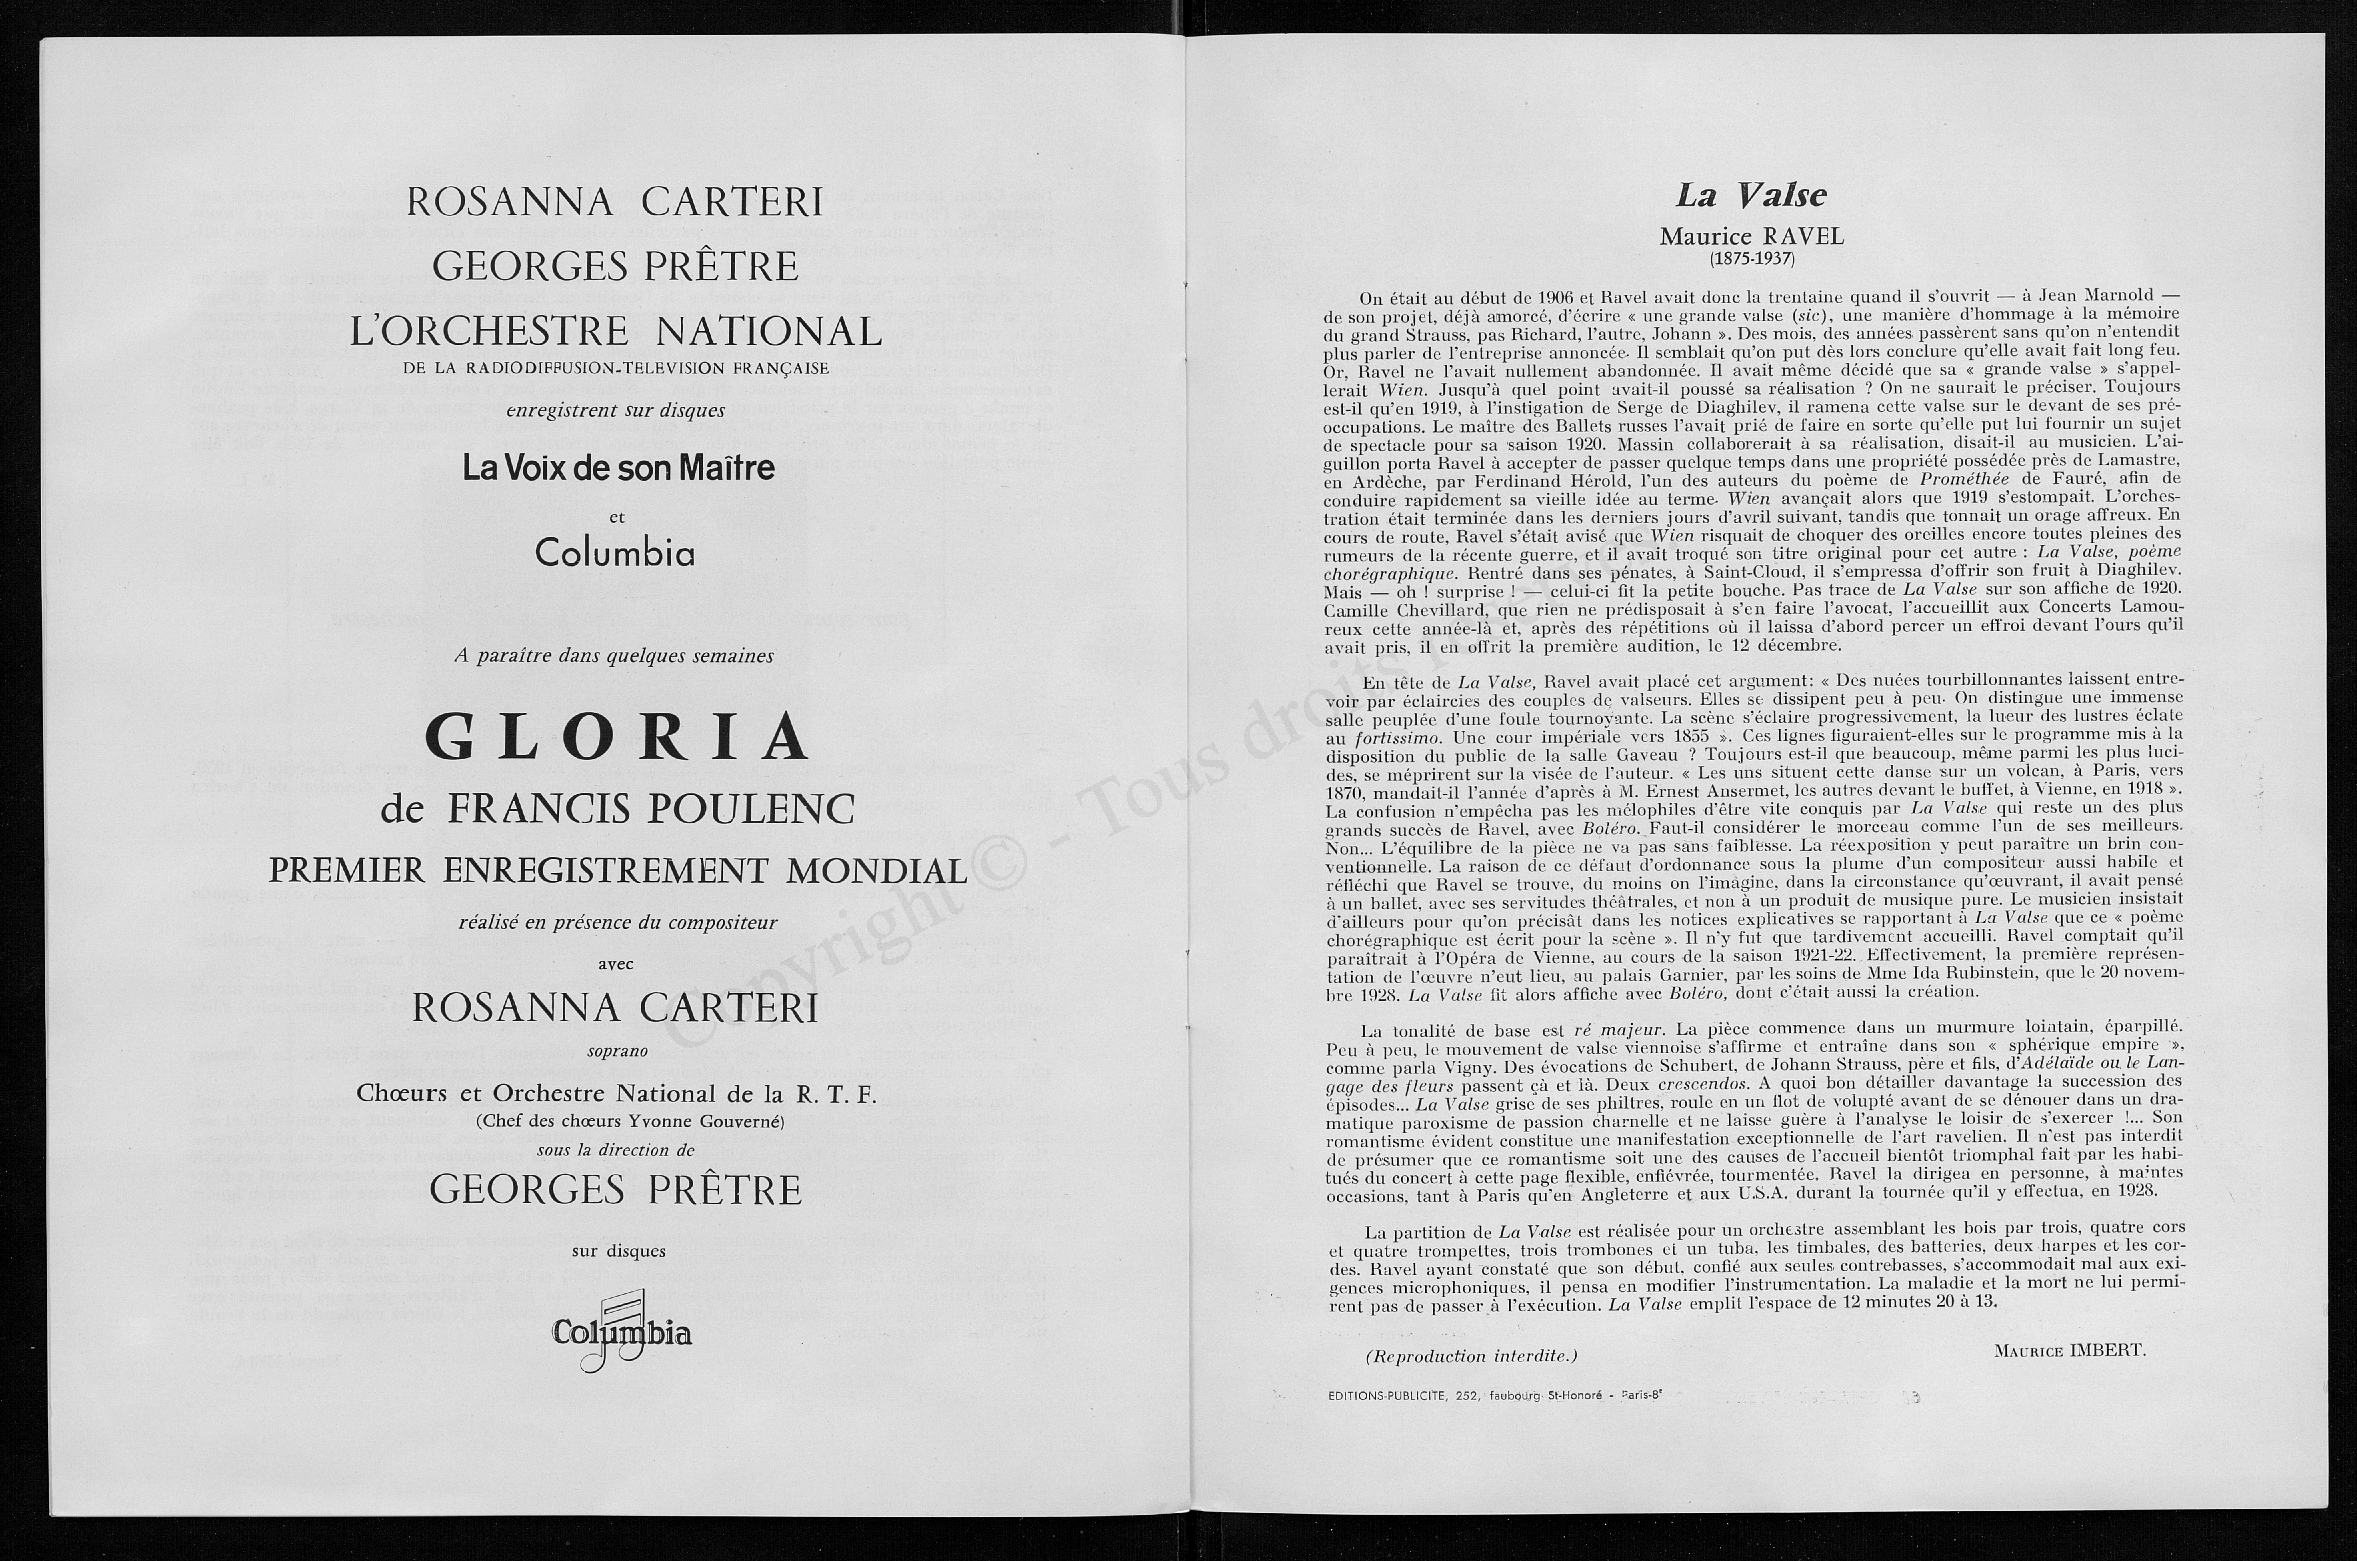 ROSANNA CARTERI
GEORGES PRÊTRE
L'ORCHESTRE NATIONAL
DE LA RADIODIFFUSION-TELEVISION FRANÇAISE
enregistrent sur disques
La Voix de son Maître
et
Columbia
A paraître dans quelques semaines
GLORIA
de FRANCIS POULENC
PREMIER ENREGISTREMENT MONDIAL
réalisé en présence du compositeur
avec
ROSANNA CARTERI
soprano
Chœurs et Orchestre National de la R. T. F.
(Chef des chœurs Yvonne Gouverné)
sous la direction de
GEORGES PRÊTRE
sur disques
Columbia
La Valse
Maurice RAVEL
(1875-1937)
On était au début de 1906 et Ravel avait donc la trentaine quand il s'ouvrit — à Jean Marnold —
de son projet, déjà amorcé, d'écrire « une grande valse (sic), une manière d'hommage à la mémoire
du grand Strauss, pas Richard, l'autre, Johann ». Des mois, des années passèrent sans qu'on n'entendit
plus parler de l'entreprise annoncée. Il semblait qu'on put dès lors conclure qu'elle avait fait long feu.
Or, Ravel ne l'avait nullement abandonnée. Il avait même décidé que sa « grande valse » s'appel-
lerait Wien. Jusqu'à quel point avait-il poussé sa réalisation ? On ne saurait le préciser. Toujours
est-il qu'en 1919, à l'instigation de Serge de Diaghilev, il ramena cette valse sur le devant de ses pré-
occupations. Le maître des Ballets russes l'avait prié de faire en sorte qu'elle put lui fournir un sujet
de spectacle pour sa saison 1920. Massin collaborerait à sa réalisation, disait-il au musicien. L'ai-
guillon porta Ravel à accepter de passer quelque temps dans une propriété possédée près de Lamastre,
en Ardèche, par Ferdinand Hérold, l'un des auteurs du poème de Prométhée de Fauré, afin de
conduire rapidement sa vieille idée au terme. Wien avançait alors que 1919 s'estompait. L'orches-
tration était terminée dans les derniers jours d'avril suivant, tandis que tonnait un orage affreux. En
cours de route, Ravel s'était avisé que Wien risquait de choquer des oreilles encore toutes pleines des
rumeurs de la récente guerre, et il avait troqué son titre original pour cet autre : La Valse, poème
chorégraphique. Rentré dans ses pénates, à Saint-Cloud, il s'empressa d'offrir son fruit à Diaghilev.
Mais — oh ! surprise ! — celui-ci fit la petite bouche. Pas trace de La Valse sur son affiche de 1920.
Camille Chevillard, que rien ne prédisposait à s'en faire l'avocat, l'accueillit aux Concerts Lamou-
reux cette année-là et, après des répétitions où il laissa d'abord percer un effroi devant l'ours qu'il
avait pris, il en offrit la première audition, le 12 décembre.
En tête de La Valse, Ravel avait placé cet argument: « Des nuées tourbillonnantes laissent entre-
voir par éclaircies des couples de valseurs. Elles se dissipent peu à peu. On distingue une immense
salle peuplée d'une foule tournoyante. La scène s'éclaire progressivement, la lueur des lustres éclate
au fortissimo. Une cour impériale vers 1855 ». Ces lignes figuraient-elles sur le programme mis à la
disposition du public de la salle Gaveau ? Toujours est-il que beaucoup, même parmi les plus luci-
des, se méprirent sur la visée de l'auteur. « Les uns situent cette danse sur un volcan, à Paris, vers
1870, mandait-il l'année d'après à M. Ernest Ansermet, les autres devant le buffet, à Vienne, en 1918 ».
La confusion n'empêcha pas les mélophiles d'être vite conquis par La Valse qui reste un des plus
grands succès de Ravel, avec Boléro. Faut-il considérer le morceau comme l'un de ses meilleurs.
Non... L'équilibre de la pièce ne va pas sans faiblesse. La réexposition y peut paraître un brin con-
ventionnelle. La raison de ce défaut d'ordonnance sous la plume d'un compositeur aussi habile et
réfléchi que Ravel se trouve, du moins on l'imagine, dans la circonstance qu'œuvrant, il avait pensé
à un ballet, avec ses servitudes théâtrales, et non à un produit de musique pure. Le musicien insistait
d'ailleurs pour qu'on précisât dans les notices explicatives se rapportant à La Valse que ce « poème
chorégraphique est écrit pour la scène ». Il n'y fut que tardivement accueilli. Ravel comptait qu'il
paraîtrait à l'Opéra de Vienne, au cours de la saison 1921-22. Effectivement, la première représen-
tation de l'œuvre n'eut lieu, au palais Garnier, par les soins de Mme Ida Rubinstein, que le 20 novem-
bre 1928. La Valse fit alors affiche avec Boléro, dont c'était aussi la création.
La tonalité de base est ré majeur. La pièce commence dans un murmure lointain, éparpillé.
Peu à peu, le mouvement de valse viennoise s'affirme et entraîne dans son « sphérique empire »,
comme parla Vigny. Des évocations de Schubert, de Johann Strauss, père et fils, d'Adélaïde ou le Lan-
gage des fleurs passent çà et là. Deux crescendos. A quoi bon détailler davantage la succession des
épisodes... La Valse grise de ses philtres, roule en un flot de volupté avant de se dénouer dans un dra-
matique paroxisme de passion charnelle et ne laisse guère à l'analyse le loisir de s'exercer !... Son
romantisme évident constitue une manifestation exceptionnelle de l'art ravelien. Il n'est pas interdit
de présumer que ce romantisme soit une des causes de l'accueil bientôt triomphal fait par les habi-
tués du concert à cette page flexible, enfiévrée, tourmentée. Ravel la dirigea en personne, à maintes
occasions, tant à Paris qu'en Angleterre et aux U.S.A. durant la tournée qu'il y effectua, en 1928.
La partition de La Valse est réalisée pour un orchestre assemblant les bois par trois, quatre cors
et quatre trompettes, trois trombones et un tuba, les timbales, des batteries, deux harpes et les cor-
des. Ravel ayant constaté que son début, confié aux seules contrebasses, s'accommodait mal aux exi-
gences microphoniques, il pensa en modifier l'instrumentation. La maladie et la mort ne lui permi-
rent pas de passer à l'exécution. La Valse emplit l'espace de 12 minutes 20 à 13.
(Reproduction interdite.)
MAURICE IMBERT.
EDITIONS-PUBLICITE, 252, faubourg St-Honoré - Paris-8e
Copyright © - Tous droits réservés